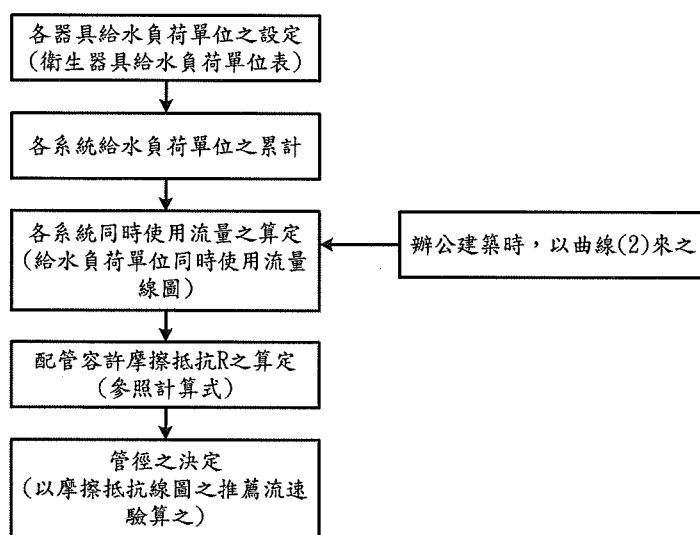 各器具給水負荷單位之設定
(衛生器具給水負荷單位表)
各系統給水負荷單位之累計
各系統同時使用流量之算定
(給水負荷單位同時使用流量
線圖)
辦公建築時，以曲線(2)來之
配管容許摩擦抵抗R之算定
(參照計算式)
管徑之決定
(以摩擦抵抗線圖之推薦流速
驗算之)